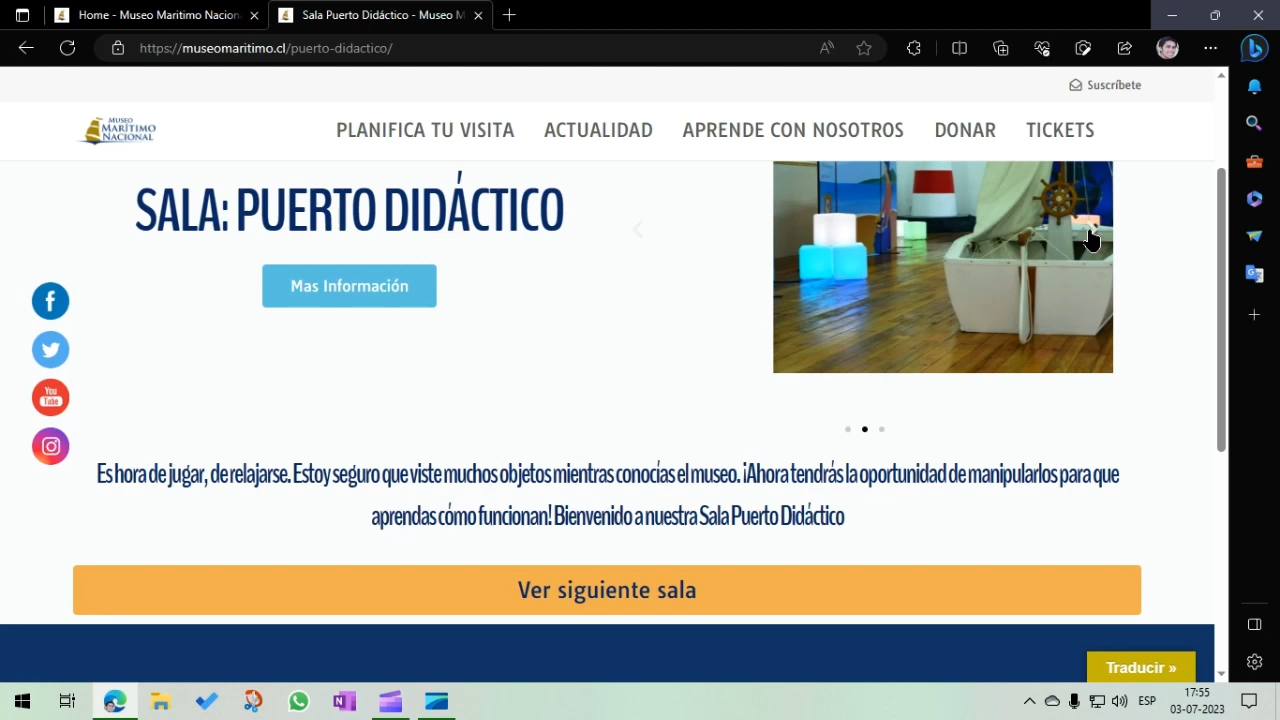 Home - Museo Maritimo Nacion
Sala Puerto Didáctico - Museo M
https://museomaritimo.cl/puerto-didactico/
Suscríbete
MUSEO
MARÍTIMO
NACIONAL
PLANIFICA TU VISITA
ACTUALIDAD
APRENDE CON NOSOTROS
DONAR
TICKETS
SALA: PUERTO DIDÁCTICO
Mas Información
You
Tube
Es hora de jugar, de relajarse. Estoy seguro que viste muchos objetos mientras conocías el museo. ¡Ahora tendrás la oportunidad de manipularlos para que
aprendas cómo funcionan! Bienvenido a nuestra Sala Puerto Didáctico
Ver siguiente sala
Traducir »
ESP
17:55
03-07-2023